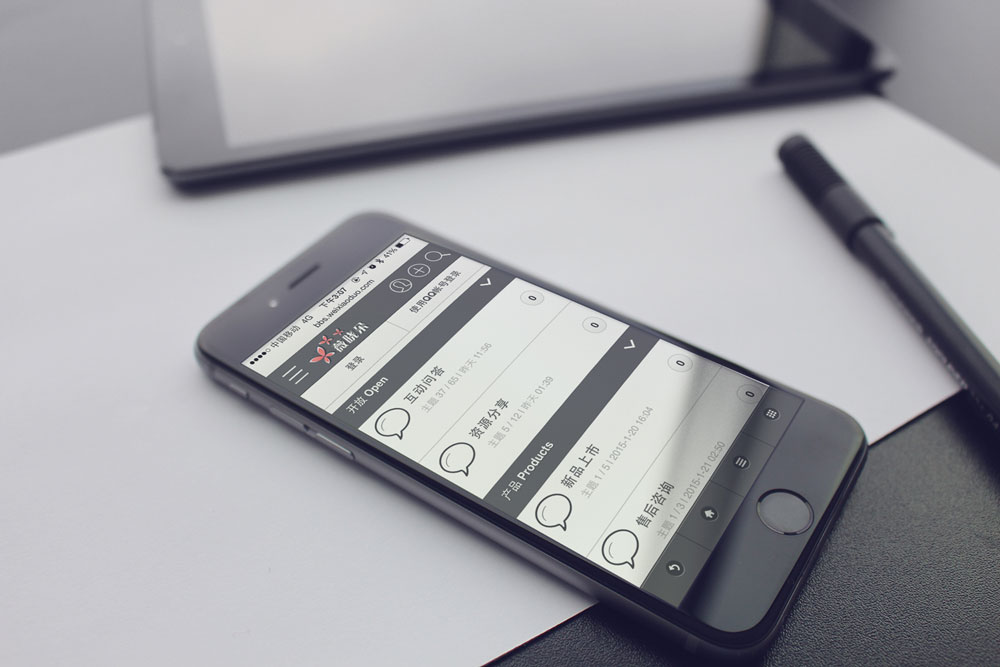 中国移动 4G 下午3:07 41%
bbs.weixiaoduo.com
薇晓朵
登录 使用QQ帐号登录
开放 Open
互动问答 0
主题 37 / 65 | 昨天 11:56
资源分享 0
主题 5 / 12 | 昨天 01:39
产品 Products
新品上市 0
主题 1 / 5 | 2015-1-20 16:04
售后咨询 0
主题 1 / 3 | 2015-1-21 02:50